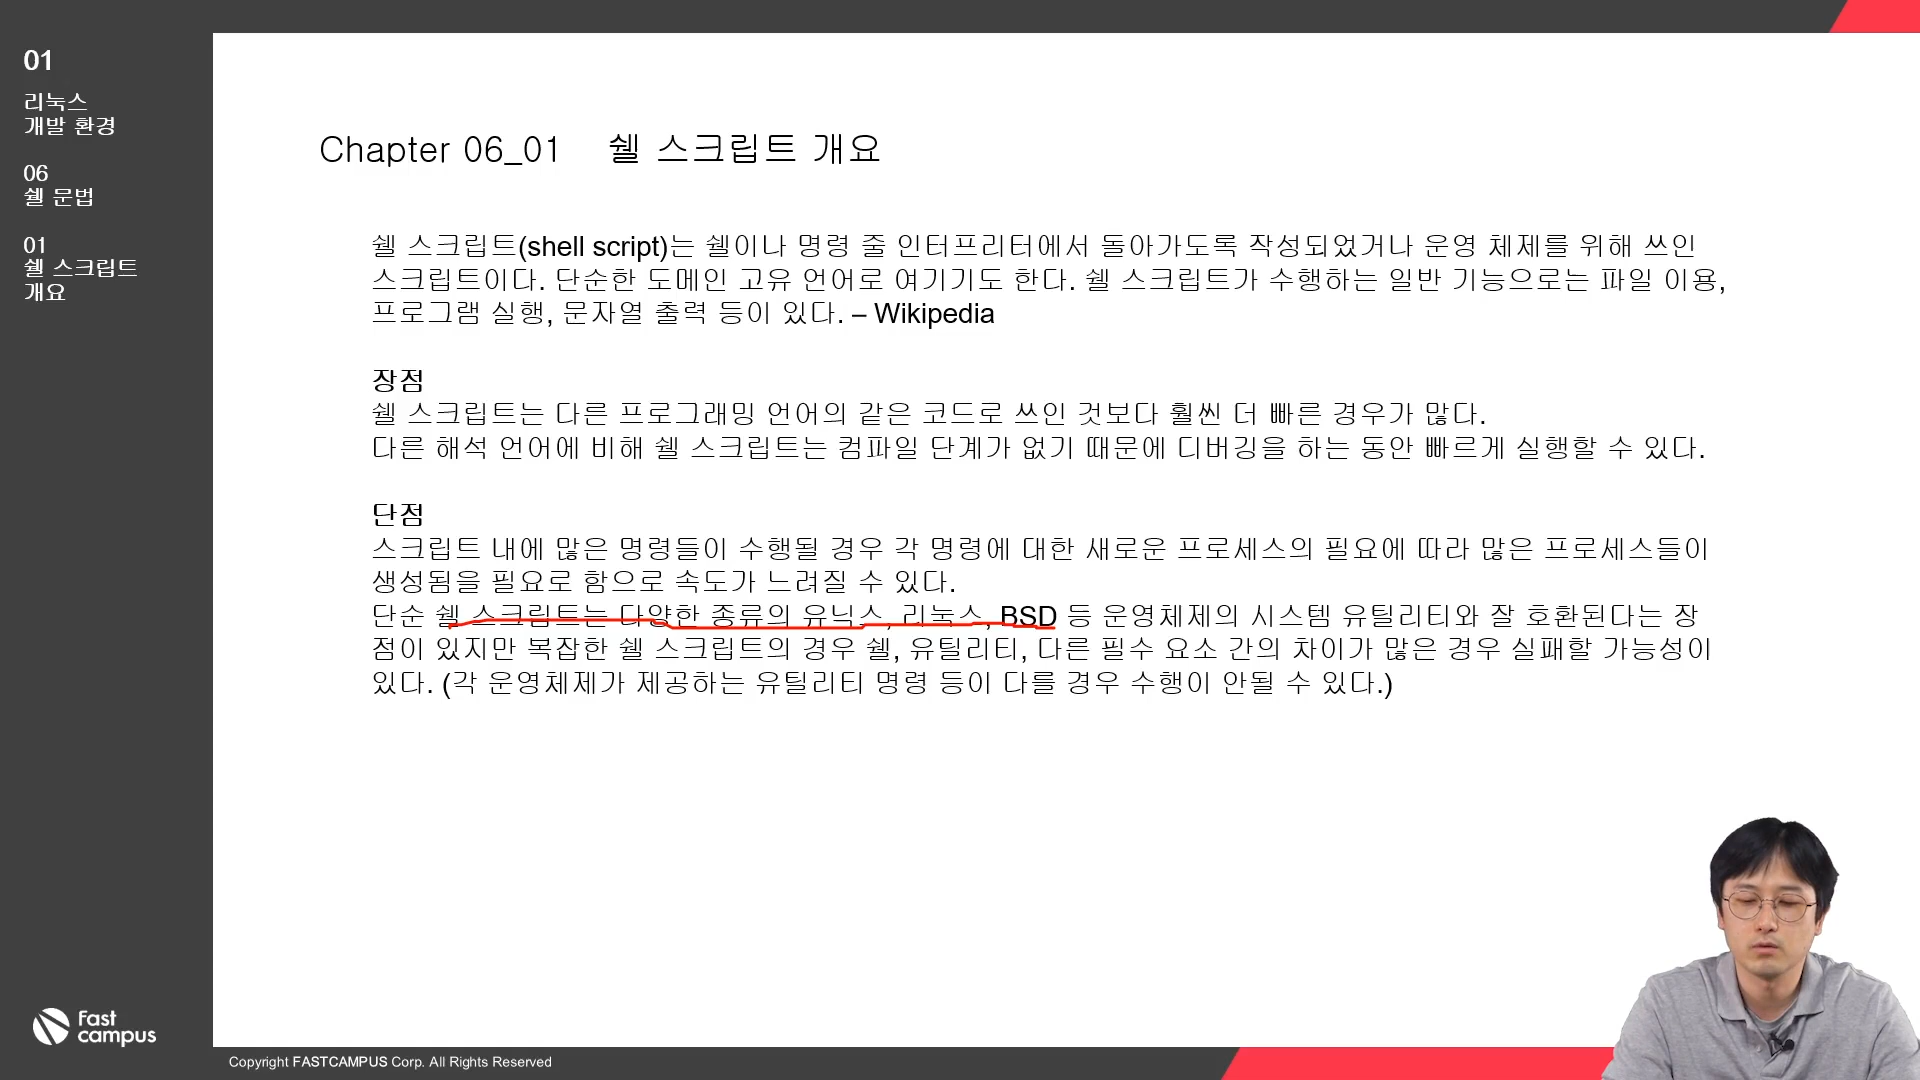 01
리눅스
개발 환경
06
쉘 문법
01
쉘 스크립트
개요
Chapter 06_01 쉘 스크립트 개요
쉘 스크립트(shell script)는 쉘이나 명령 줄 인터프리터에서 돌아가도록 작성되었거나 운영 체제를 위해 쓰인
스크립트이다. 단순한 도메인 고유 언어로 여기기도 한다. 쉘 스크립트가 수행하는 일반 기능으로는 파일 이용,
프로그램 실행, 문자열 출력 등이 있다. – Wikipedia
장점
쉘 스크립트는 다른 프로그래밍 언어의 같은 코드로 쓰인 것보다 훨씬 더 빠른 경우가 많다.
다른 해석 언어에 비해 쉘 스크립트는 컴파일 단계가 없기 때문에 디버깅을 하는 동안 빠르게 실행할 수 있다.
단점
스크립트 내에 많은 명령들이 수행될 경우 각 명령에 대한 새로운 프로세스의 필요에 따라 많은 프로세스들이
생성됨을 필요로 함으로 속도가 느려질 수 있다.
단순 쉘 스크립트는 다양한 종류의 유닉스, 리눅스, BSD 등 운영체제의 시스템 유틸리티와 잘 호환된다는 장
점이 있지만 복잡한 쉘 스크립트의 경우 쉘, 유틸리티, 다른 필수 요소 간의 차이가 많은 경우 실패할 가능성이
있다. (각 운영체제가 제공하는 유틸리티 명령 등이 다를 경우 수행이 안될 수 있다.)
Fast
campus
Copyright FASTCAMPUS Corp. All Rights Reserved